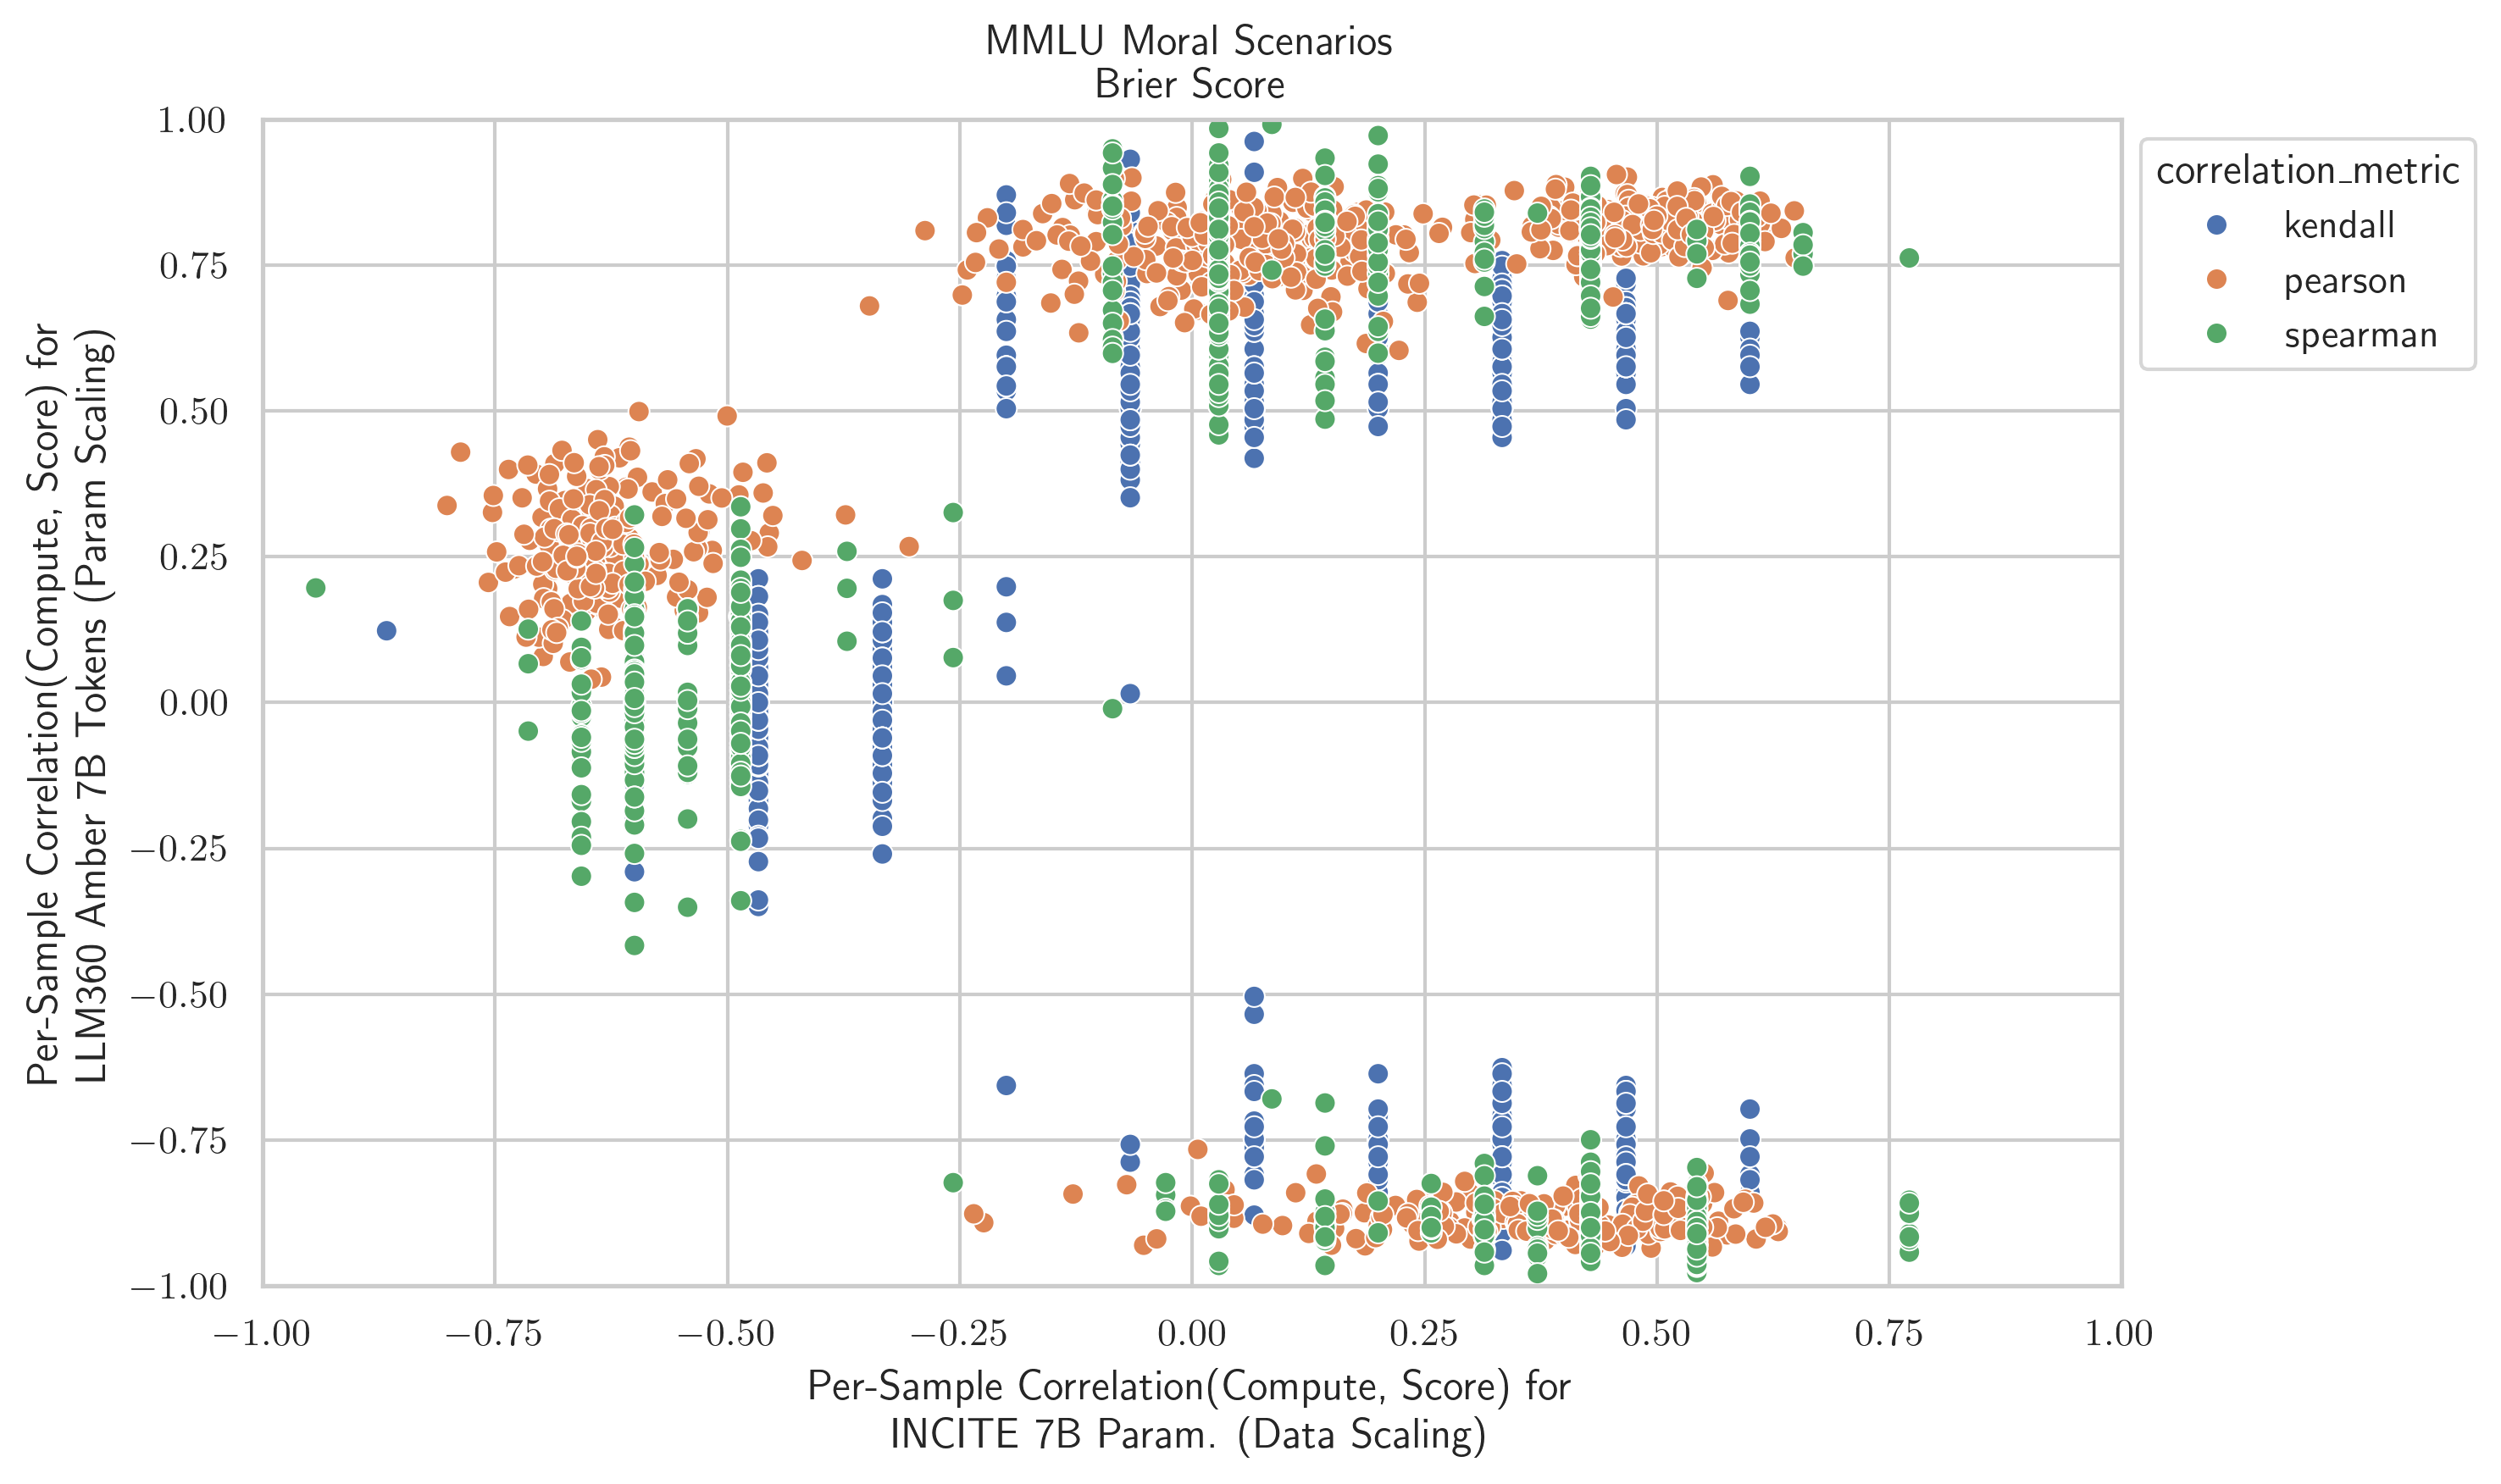 MMLU Moral Scenarios
Brier Score
Per-Sample Correlation(Compute, Score) for
LLM360 Amber 7B Tokens (Param Scaling)
1.00
0.75
0.50
0.25
0.00
−0.25
−0.50
−0.75
−1.00
−1.00
−0.75
−0.50
−0.25
0.00
0.25
0.50
0.75
1.00
Per-Sample Correlation(Compute, Score) for
INCITE 7B Param. (Data Scaling)
correlation_metric
kendall
pearson
spearman